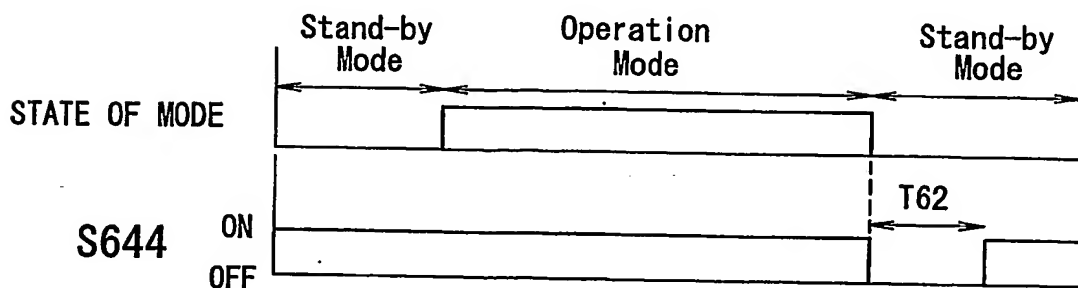 Stand-by
Mode
Operation
Mode
Stand-by
Mode
STATE OF MODE
T62
S644
ON
OFF